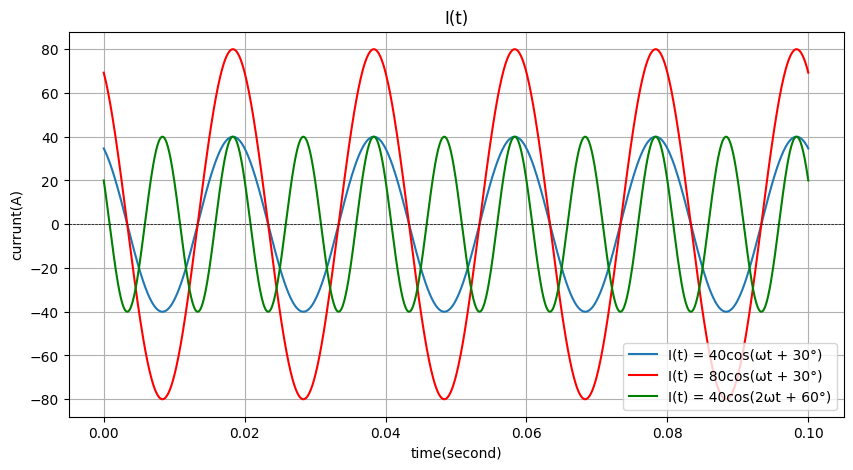 I(t)
currunt(A)
80
60
40
20
0
−20
−40
−60
−80
I(t) = 40cos(ωt + 30°)
I(t) = 80cos(ωt + 30°)
I(t) = 40cos(2ωt + 60°)
0.00 0.02 0.04 0.06 0.08 0.10
time(second)